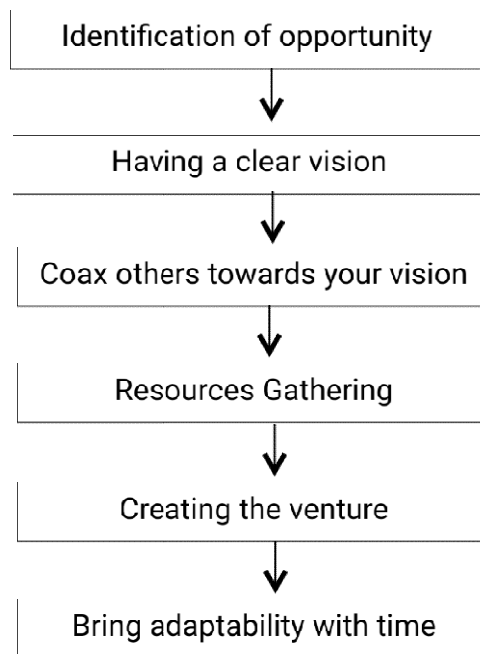 Identification of opportunity
Having a clear vision
Coax others towards your vision
Resources Gathering
Creating the venture
Bring adaptability with time